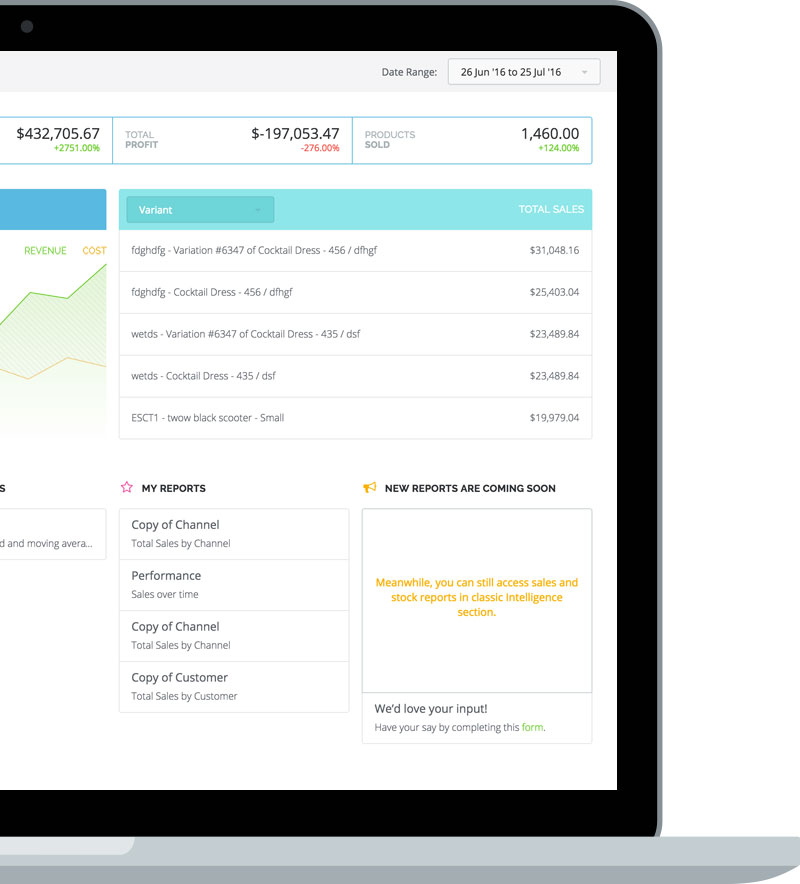 Date Range: 26 Jun '16 to 25 Jul '16
$432,705.67
+2751.00%
TOTAL
PROFIT
$-197,053.47
-276.00%
PRODUCTS
SOLD
1,460.00
+124.00%
REVENUE COST
Variant TOTAL SALES
fdghdfg - Variation #6347 of Cocktail Dress - 456 / dfhgf $31,048.16
fdghdfg - Cocktail Dress - 456 / dfhgf $25,403.04
wetds - Variation #6347 of Cocktail Dress - 435 / dsf $23,489.84
wetds - Cocktail Dress - 435 / dsf $23,489.84
ESCT1 - twow black scooter - Small $19,979.04
S
d and moving avera...
MY REPORTS
Copy of Channel
Total Sales by Channel
Performance
Sales over time
Copy of Channel
Total Sales by Channel
Copy of Customer
Total Sales by Customer
NEW REPORTS ARE COMING SOON
Meanwhile, you can still access sales and
stock reports in classic Intelligence
section.
We'd love your input!
Have your say by completing this form.